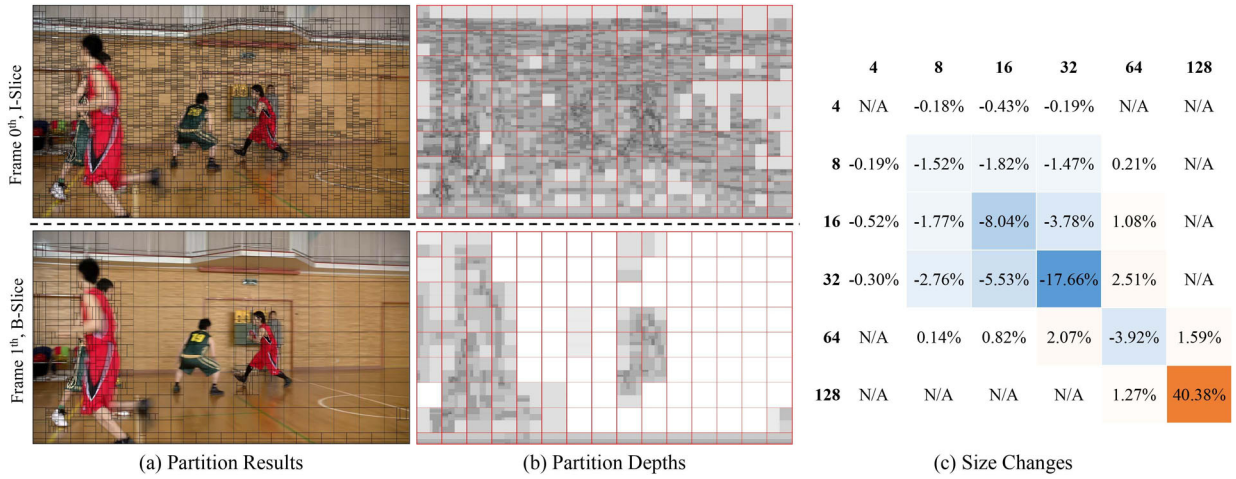 Frame 0th, I-Slice
Frame 1th, B-Slice
(a) Partition Results
(b) Partition Depths
4 8 16 32 64 128
4 N/A -0.18% -0.43% -0.19% N/A N/A
8 -0.19% -1.52% -1.82% -1.47% 0.21% N/A
16 -0.52% -1.77% -8.04% -3.78% 1.08% N/A
32 -0.30% -2.76% -5.53% -17.66% 2.51% N/A
64 N/A 0.14% 0.82% 2.07% -3.92% 1.59%
128 N/A N/A N/A N/A 1.27% 40.38%
(c) Size Changes